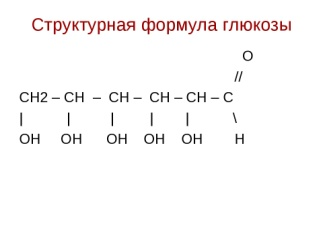 Структурная формула глюкозы
O
//
CH2 – CH – CH – CH – CH – C
| | | | | \
OH OH OH OH OH H